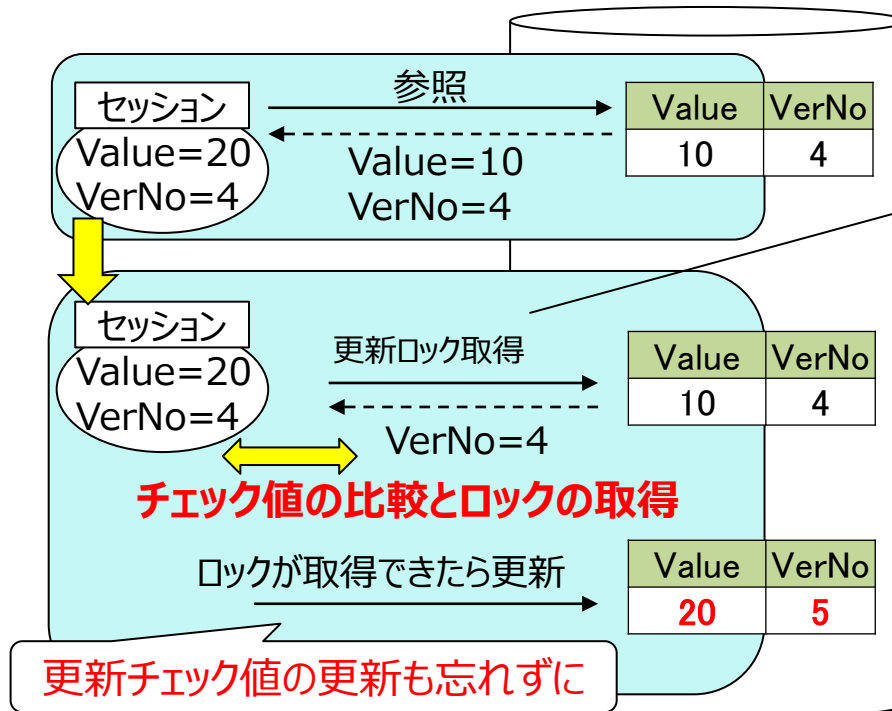 参照
セッション
Value=20
VerNo=4
Value=10
VerNo=4
Value VerNo
10 4
セッション
Value=20
VerNo=4
更新ロック取得
VerNo=4
Value VerNo
10 4
チェック値の比較とロックの取得
ロックが取得できたら更新
Value VerNo
20 5
更新チェック値の更新も忘れずに